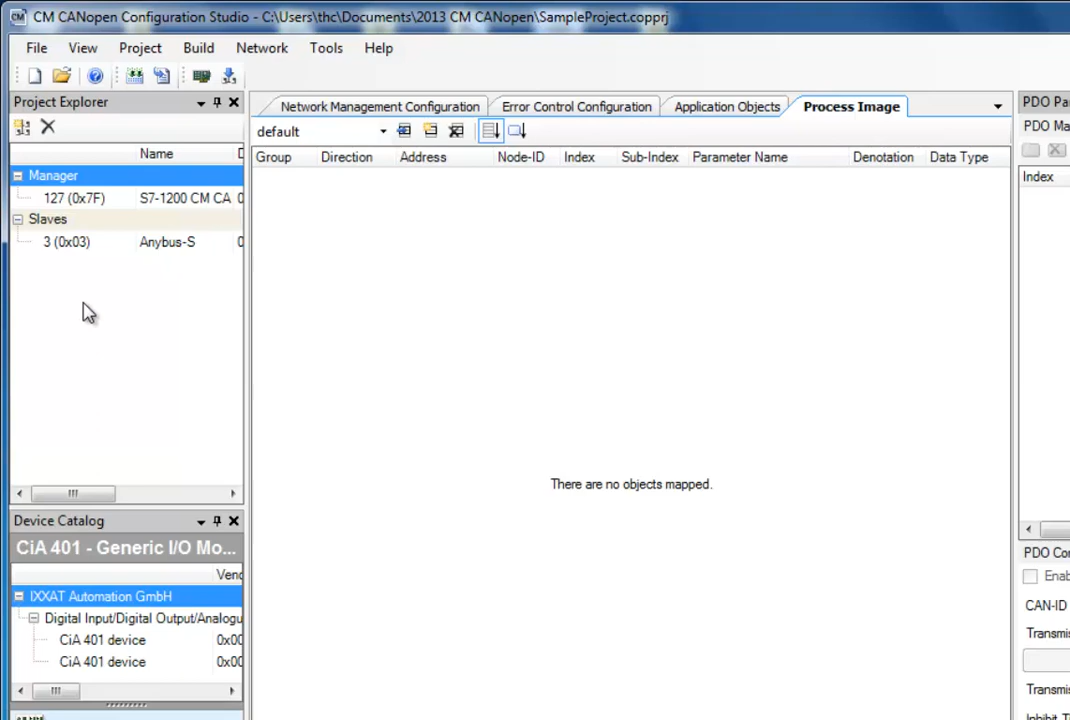 CM CANopen Configuration Studio - C:\Users\thc\Documents\2013 CM CANopen\SampleProject.copprj
File View Project Build Network Tools Help
Project Explorer
Name
Manager
127 (0x7F) S7-1200 CM CA 0
Slaves
3 (0x03) Anybus-S 0
Device Catalog
CiA 401 - Generic I/O Mo...
Vend
IXXAT Automation GmbH
Digital Input/Digital Output/Analogu
CiA 401 device 0x00
CiA 401 device 0x00
Network Management Configuration Error Control Configuration Application Objects Process Image
default
Group Direction Address Node-ID Index Sub-Index Parameter Name Denotation Data Type
There are no objects mapped.
PDO Pa
PDO Ma
Index
PDO Co
Enab
CAN-ID
Transmis
Transmis
Inhibit T